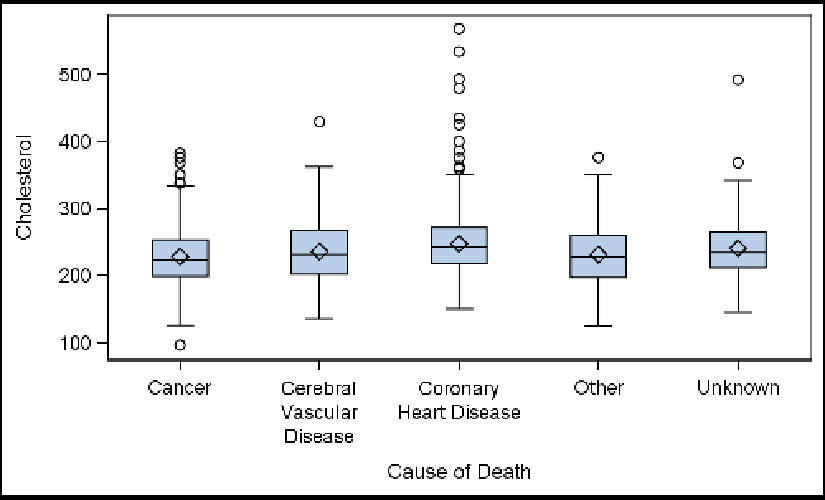 500
400
300
200
100
Cholesterol
Cancer
Cerebral
Vascular
Disease
Coronary
Heart Disease
Other
Unknown
Cause of Death